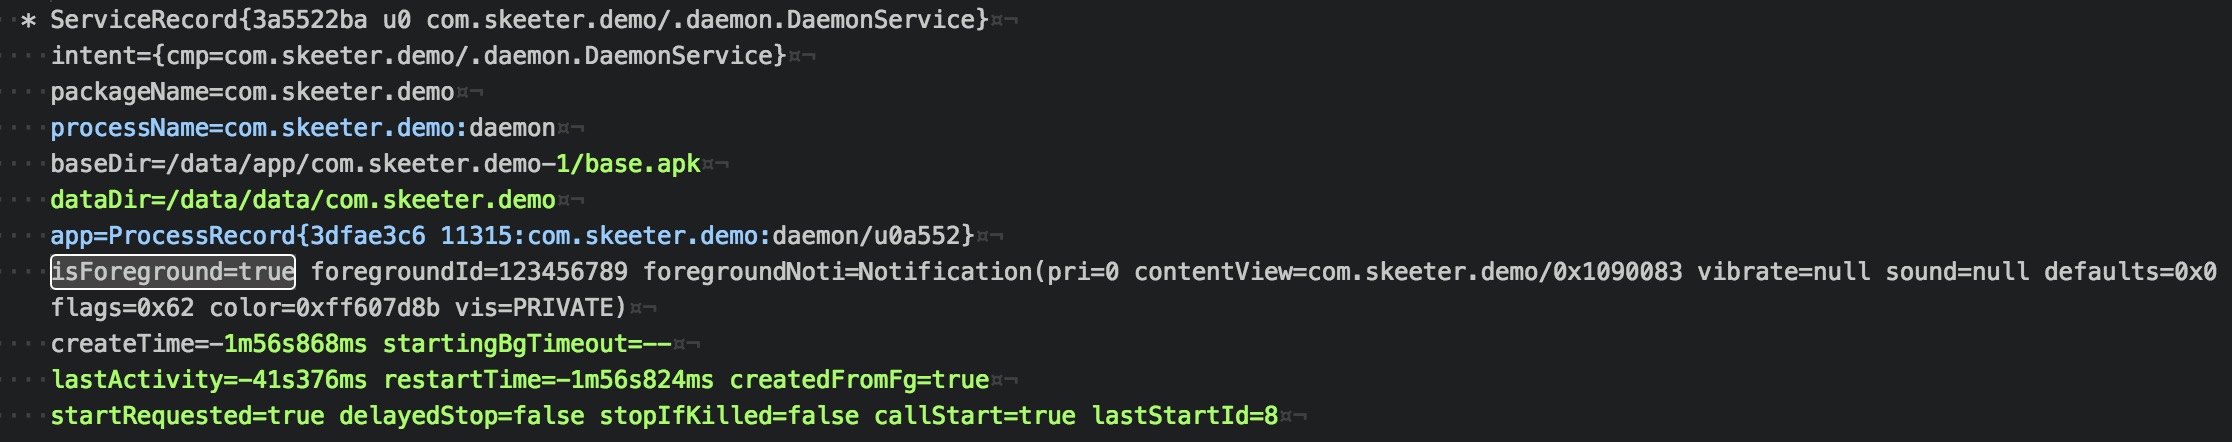 * ServiceRecord{3a5522ba u0 com.skeeter.demo/.daemon.DaemonService}¤¬
intent={cmp=com.skeeter.demo/.daemon.DaemonService}¤¬
packageName=com.skeeter.demo¤¬
processName=com.skeeter.demo:daemon¤¬
baseDir=/data/app/com.skeeter.demo-1/base.apk¤¬
dataDir=/data/data/com.skeeter.demo¤¬
app=ProcessRecord{3dfae3c6 11315:com.skeeter.demo:daemon/u0a552}¤¬
isForeground=true foregroundId=123456789 foregroundNoti=Notification(pri=0 contentView=com.skeeter.demo/0x1090083 vibrate=null sound=null defaults=0x0
flags=0x62 color=0xff607d8b vis=PRIVATE)¤¬
createTime=-1m56s868ms startingBgTimeout=--¤¬
lastActivity=-41s376ms restartTime=-1m56s824ms createdFromFg=true¤¬
startRequested=true delayedStop=false stopIfKilled=false callStart=true lastStartId=8¤¬